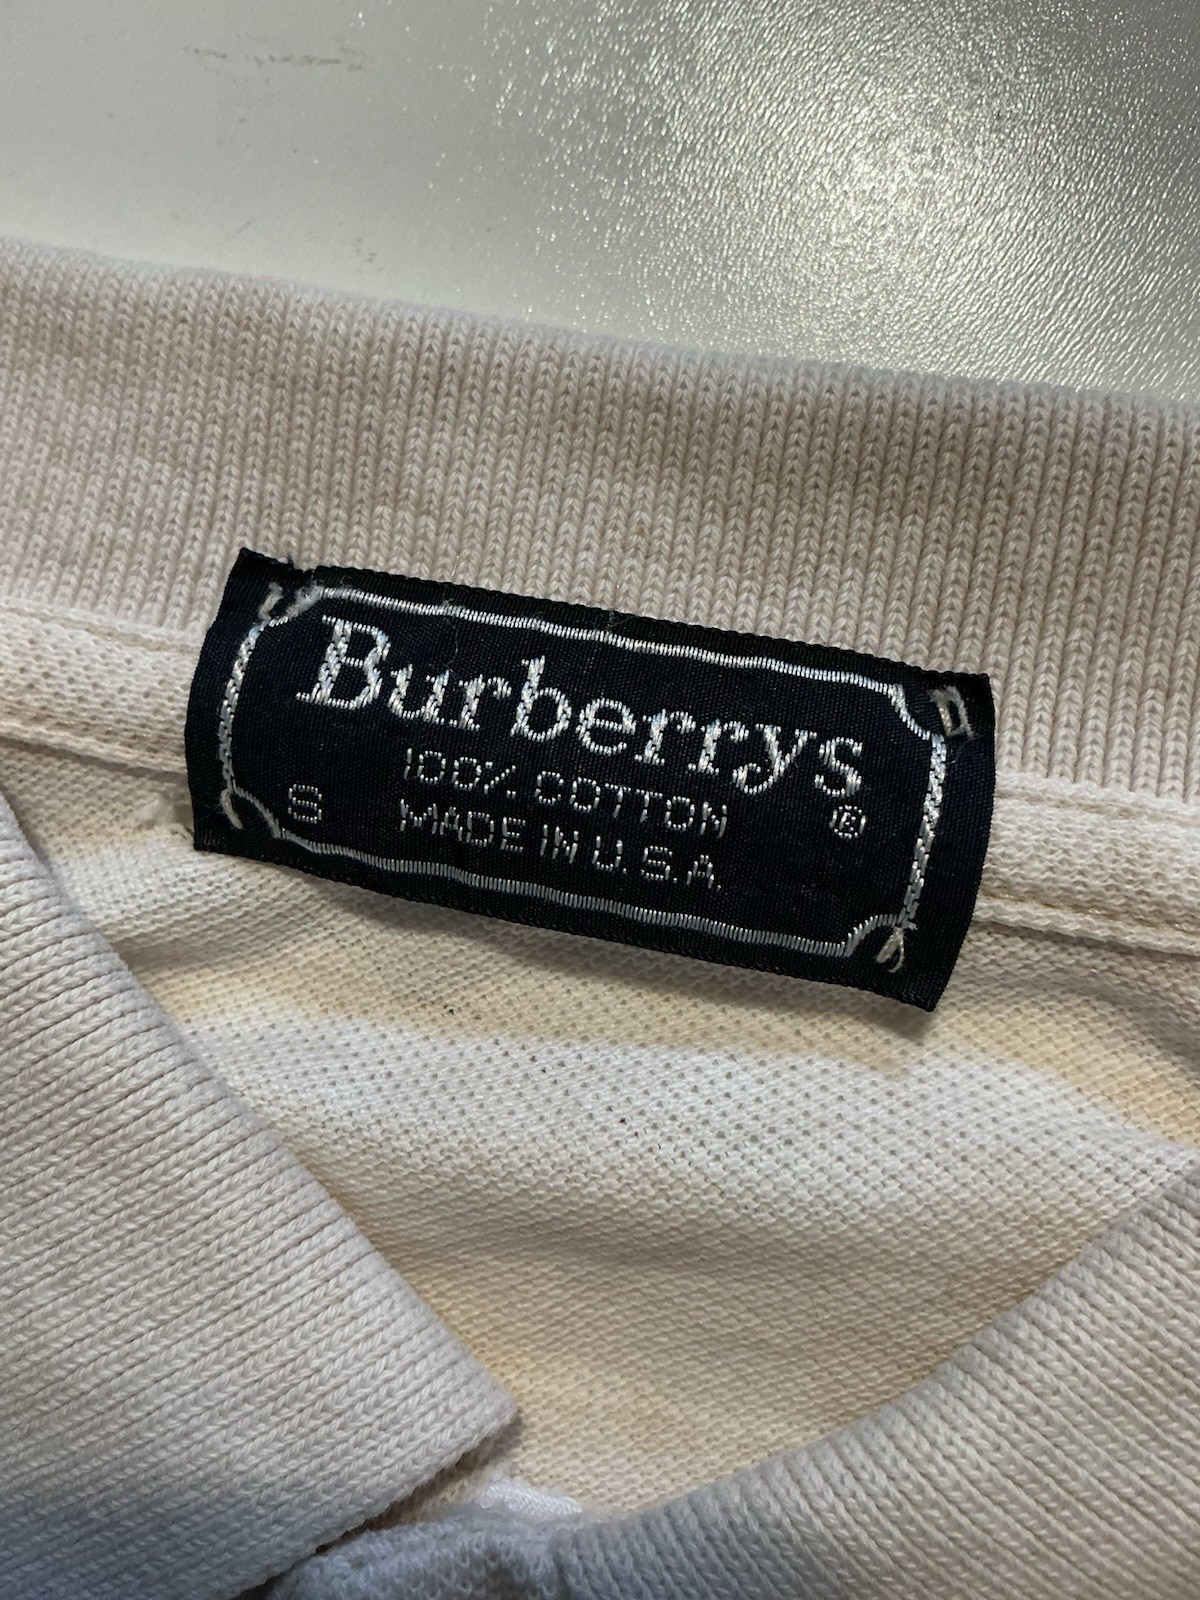 Burberrys
100% COTTON ®
S MADE IN U.S.A.